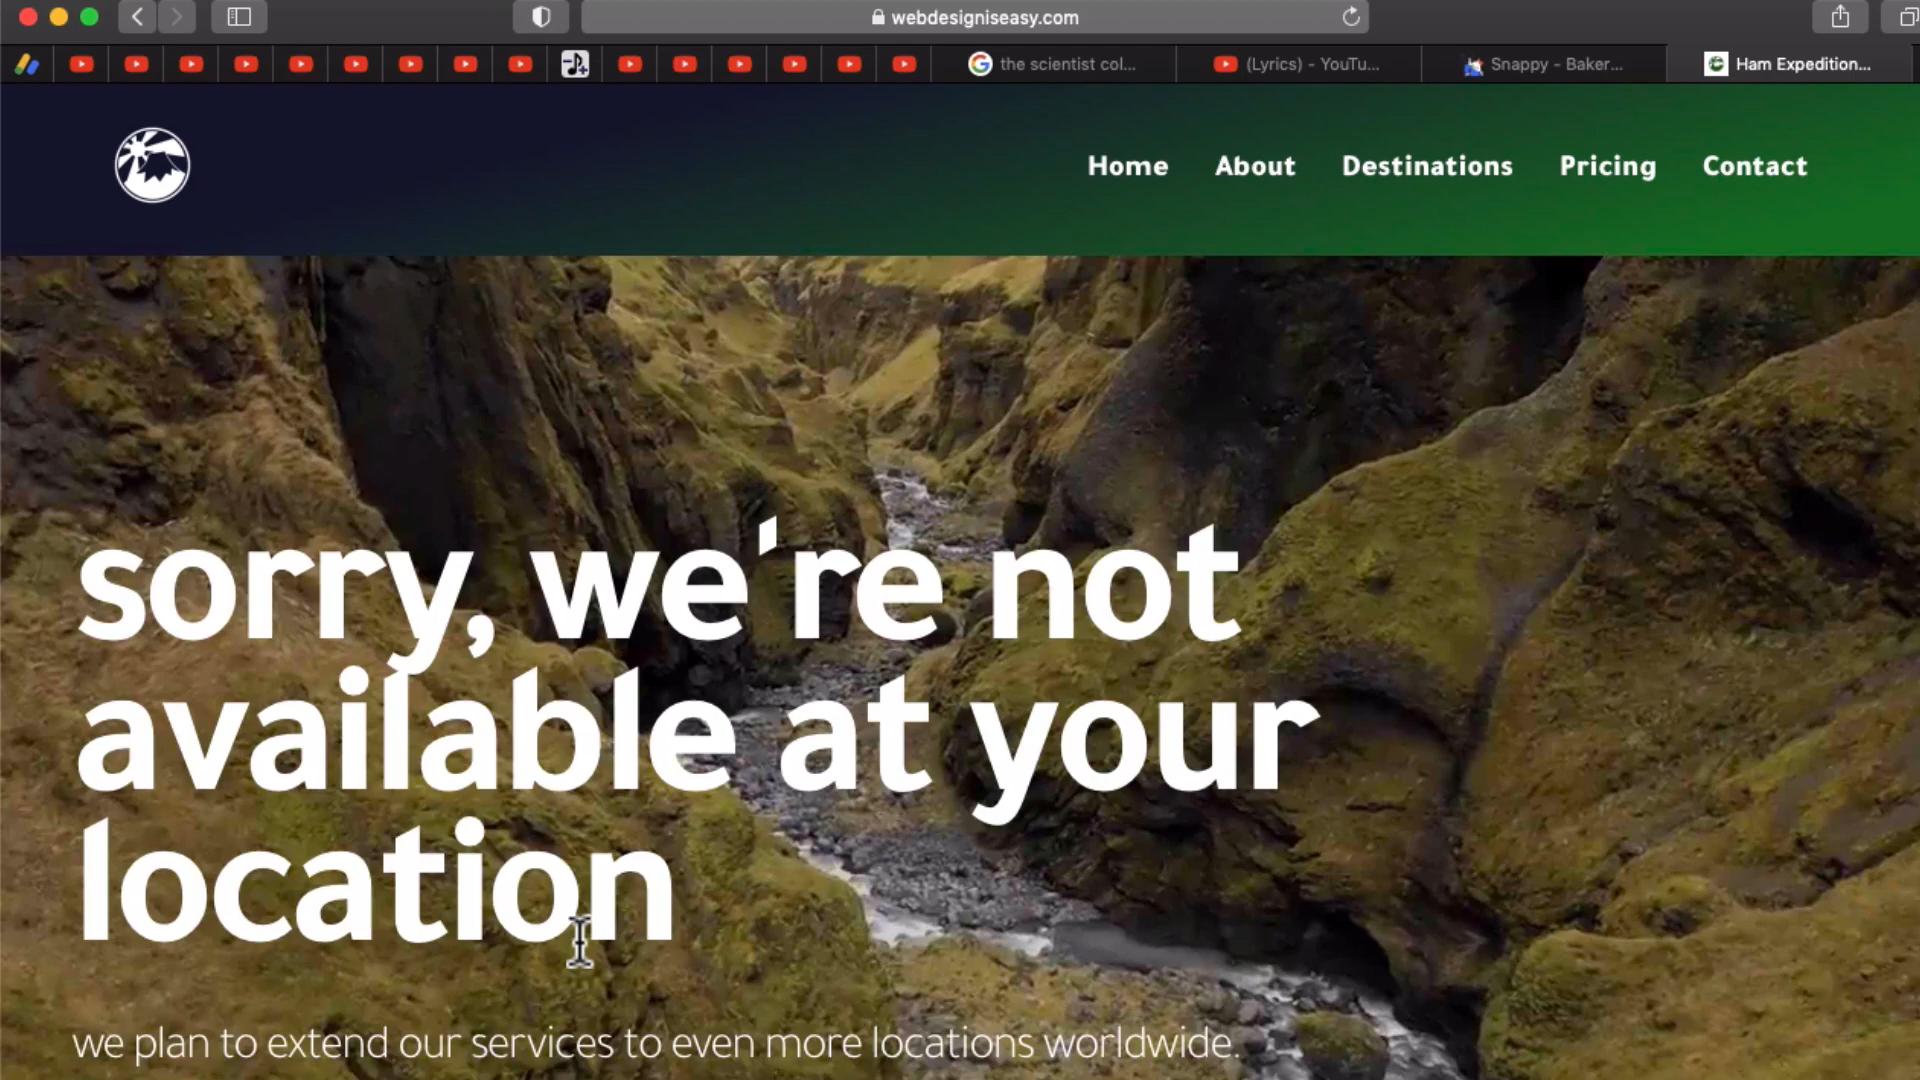 webdesigniseasy.com
the scientist col...
(Lyrics) - YouTu...
Snappy - Baker...
Ham Expedition...
Home
About
Destinations
Pricing
Contact
sorry, we're not
available at your
location
we plan to extend our services to even more locations worldwide.